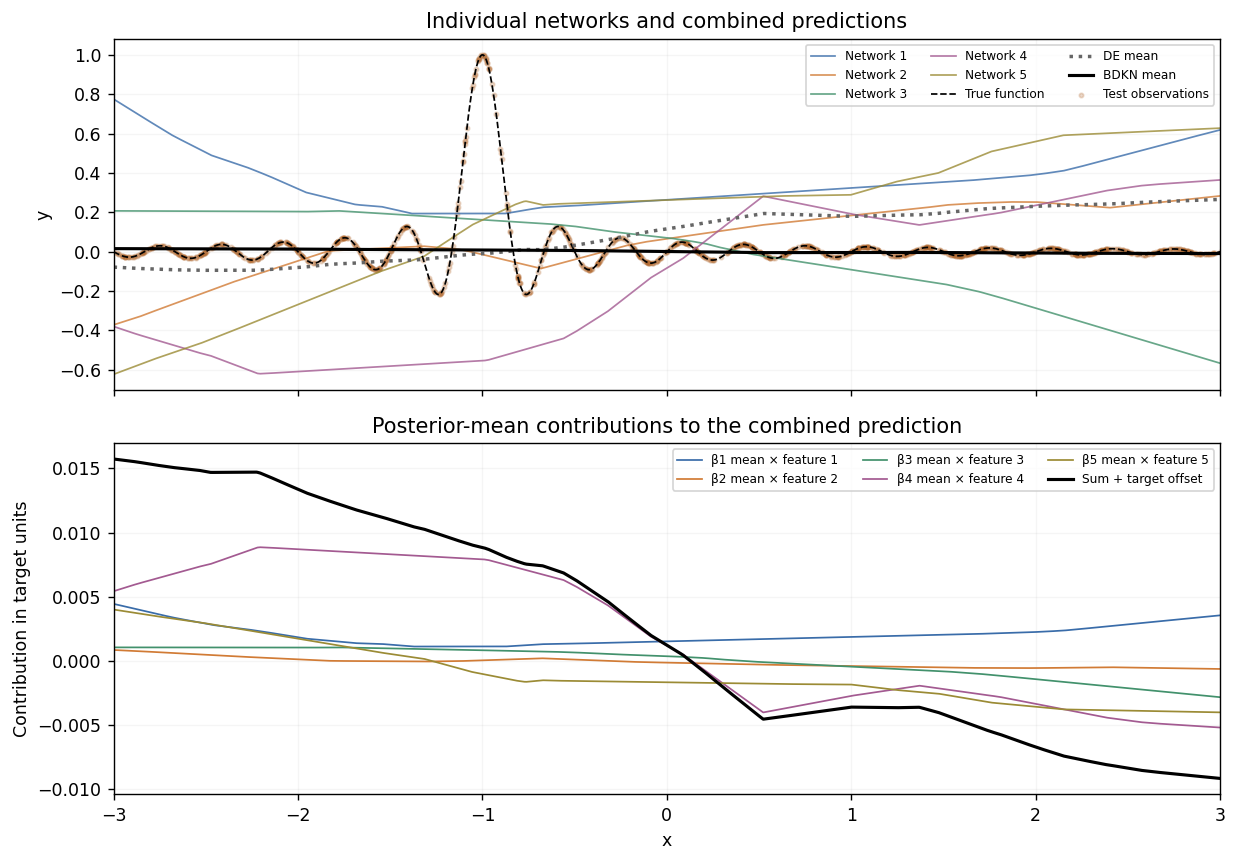 Individual networks and combined predictions
1.0
0.8
0.6
0.4
0.2
0.0
−0.2
−0.4
−0.6
y
Network 1
Network 2
Network 3
Network 4
Network 5
True function
DE mean
BDKN mean
Test observations
Posterior-mean contributions to the combined prediction
0.015
0.010
0.005
0.000
−0.005
−0.010
Contribution in target units
β1 mean × feature 1
β2 mean × feature 2
β3 mean × feature 3
β4 mean × feature 4
β5 mean × feature 5
Sum + target offset
−3 −2 −1 0 1 2 3
x